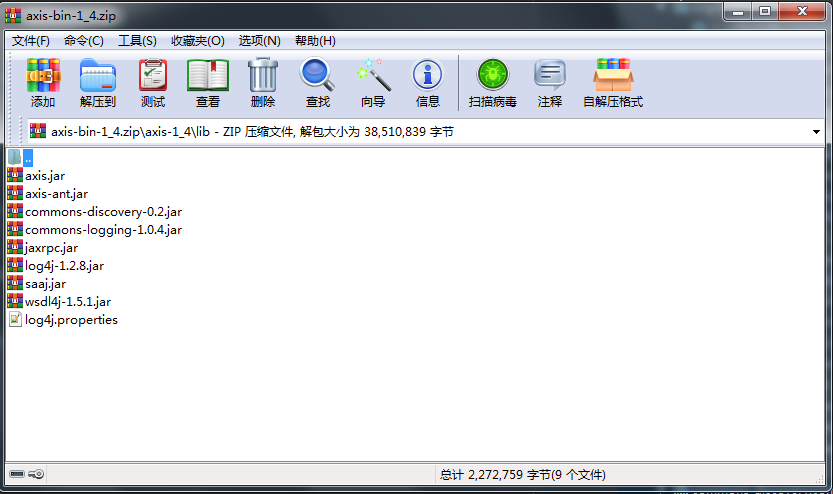 axis-bin-1_4.zip
文件(F) 命令(C) 工具(S) 收藏夹(O) 选项(N) 帮助(H)
添加 解压到 测试 查看 删除 查找 向导 信息 扫描病毒 注释 自解压格式
axis-bin-1_4.zip\axis-1_4\lib - ZIP 压缩文件, 解包大小为 38,510,839 字节
..
axis.jar
axis-ant.jar
commons-discovery-0.2.jar
commons-logging-1.0.4.jar
jaxrpc.jar
log4j-1.2.8.jar
saaj.jar
wsdl4j-1.5.1.jar
log4j.properties
总计 2,272,759 字节(9 个文件)